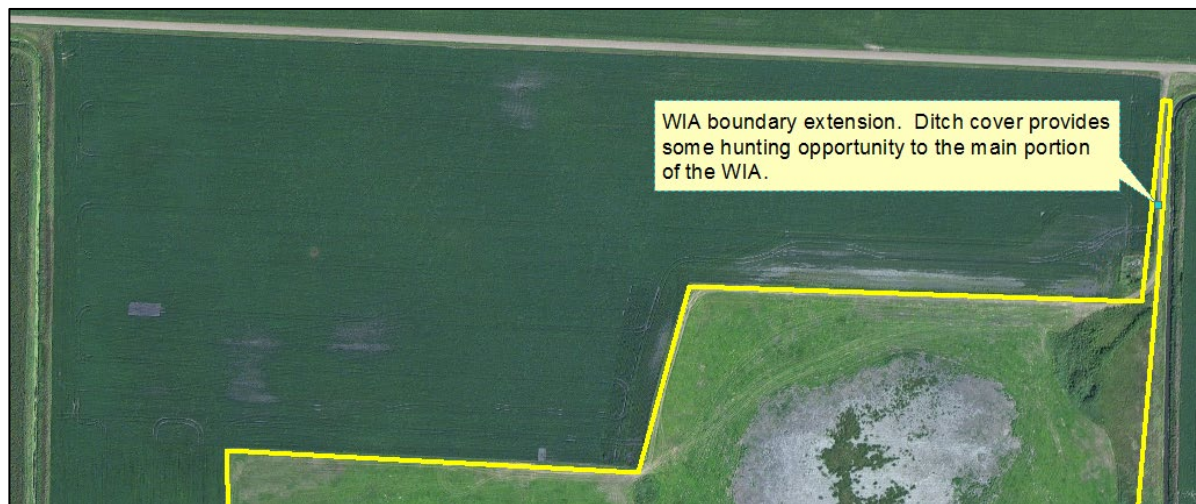 WIA boundary extension.  Ditch cover provides
some hunting opportunity to the main portion
of the WIA.